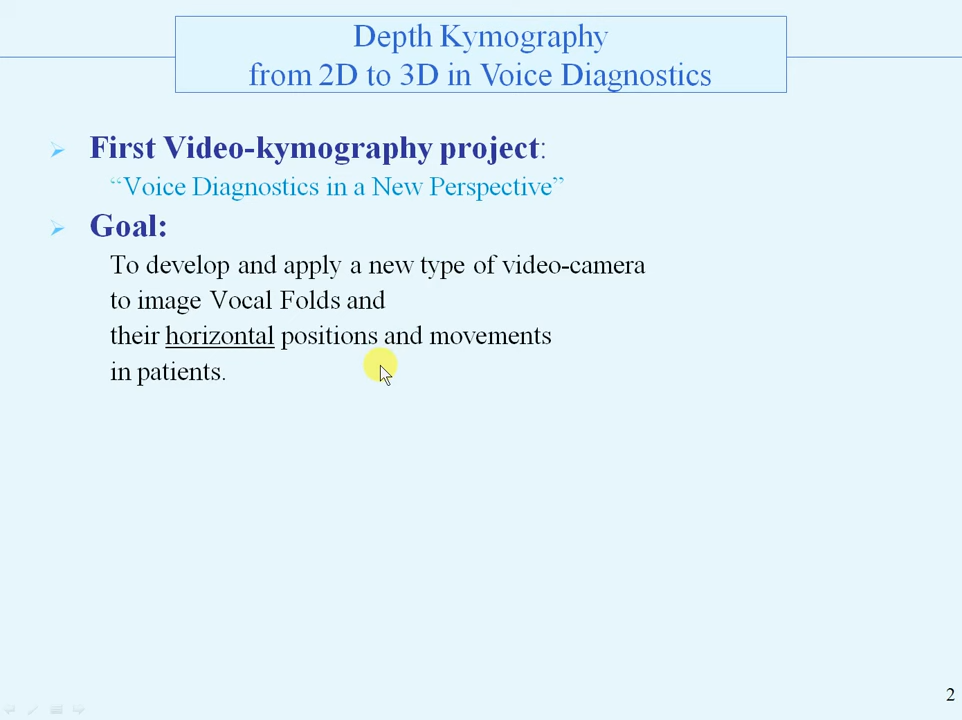 Depth Kymography
from 2D to 3D in Voice Diagnostics
First Video-kymography project:
“Voice Diagnostics in a New Perspective”
Goal:
To develop and apply a new type of video-camera
to image Vocal Folds and
their horizontal positions and movements
in patients.
2